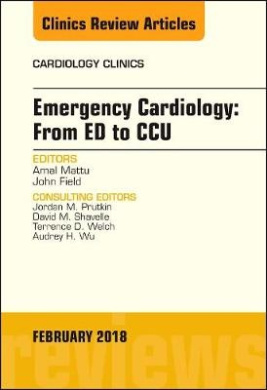 Clinics Review Articles
CARDIOLOGY CLINICS
Emergency Cardiology:
From ED to CCU
EDITORS
Amal Mattu
John Field
CONSULTING EDITORS
Jordan M. Prutkin
David M. Shavelle
Terrence D. Welch
Audrey H. Wu
FEBRUARY 2018
reviews